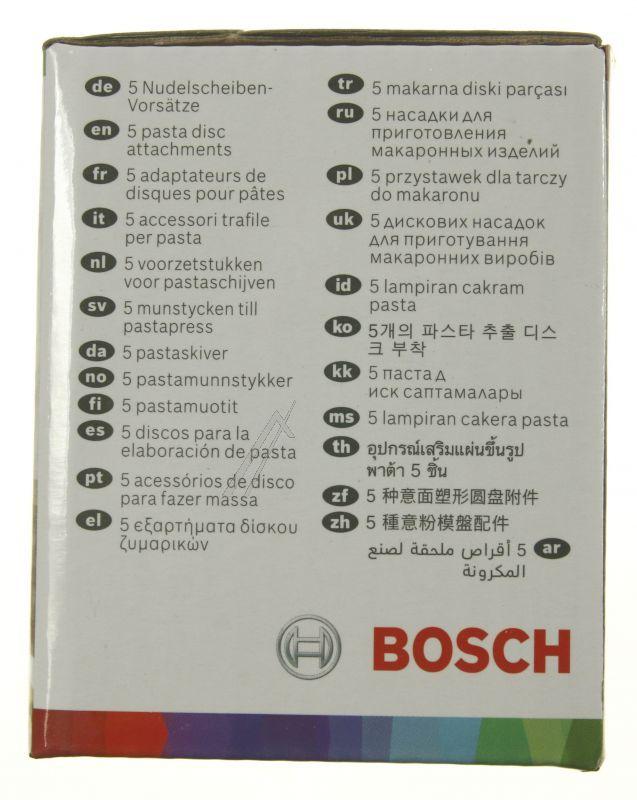 de 5 Nudelscheiben-
Vorsätze
en 5 pasta disc
attachments
fr 5 adaptateurs de
disques pour pâtes
it 5 accessori trafile
per pasta
nl 5 voorzetstukken
voor pastaschijven
sv 5 munstycken till
pastapress
da 5 pastaskiver
no 5 pastamunnstykker
fi 5 pastamuotit
es 5 discos para la
elaboración de pasta
pt 5 acessórios de disco
para fazer massa
el 5 εξαρτήματα δίσκου
ζυμαρικών
tr 5 makarna diski parçası
ru 5 насадки для
приготовления
макаронных изделий
pl 5 przystawek dla tarczy
do makaronu
uk 5 дискових насадок
для приготування
макаронних виробів
id 5 lampiran cakram
pasta
ko 5개의 파스타 추출 디스
크 부착
kk 5 паста д
иск саптамалары
ms 5 lampiran cakera pasta
th อุปกรณ์เสริมแผ่นขึ้นรูป
พาต้า 5 ชิ้น
zf 5 种意面塑形圆盘附件
zh 5 種意粉模盤配件
ar 5 أقراص ملحقة لصنع
المكرونة
BOSCH